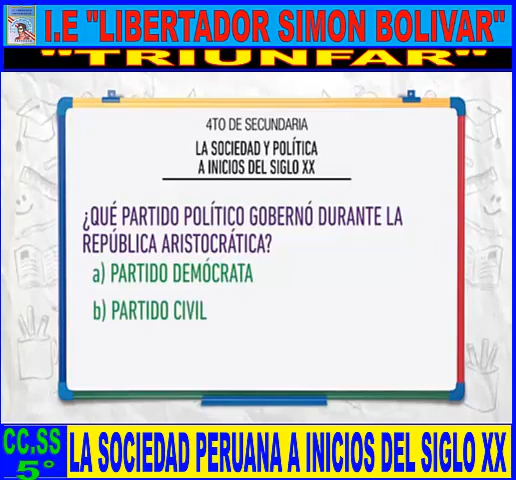 I.E "LIBERTADOR SIMON BOLIVAR"
"TRIUNFAR"
4TO DE SECUNDARIA
LA SOCIEDAD Y POLÍTICA
A INICIOS DEL SIGLO XX
¿QUÉ PARTIDO POLÍTICO GOBERNÓ DURANTE LA
REPÚBLICA ARISTOCRÁTICA?
a) PARTIDO DEMÓCRATA
b) PARTIDO CIVIL
CC.SS
5°
LA SOCIEDAD PERUANA A INICIOS DEL SIGLO XX